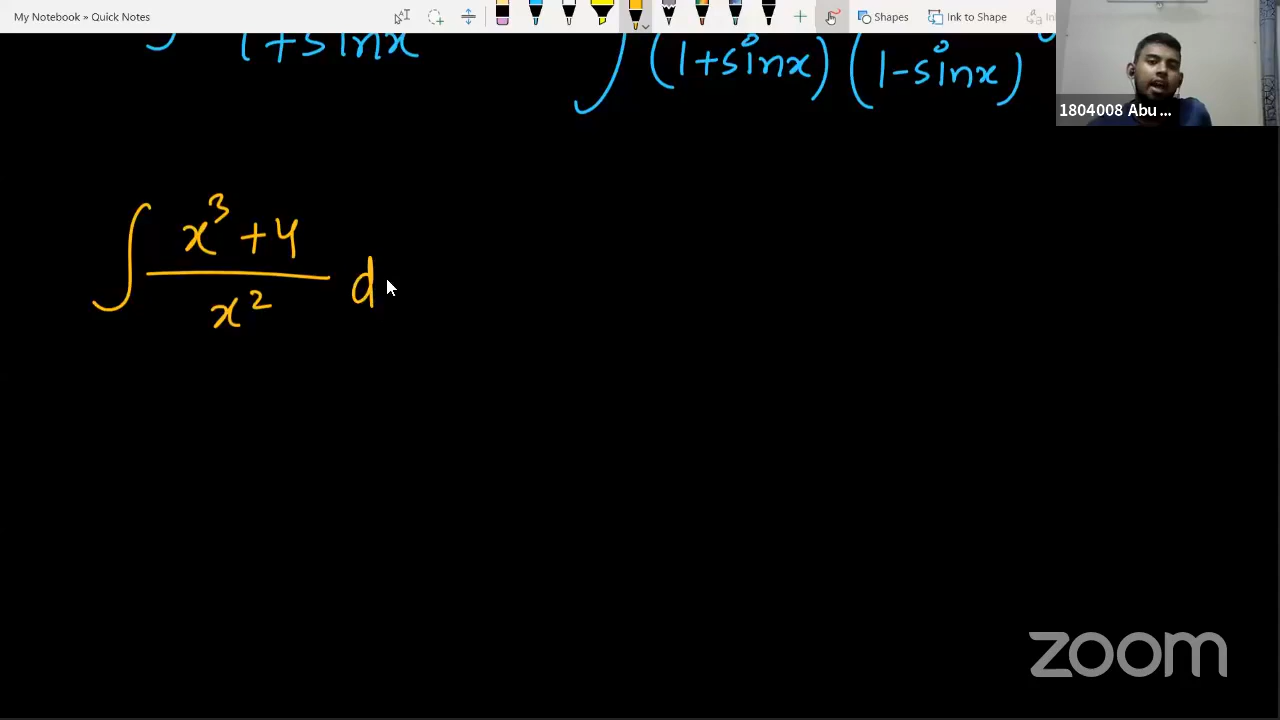 My Notebook » Quick Notes
Shapes
Ink to Shape
1+sinx
(1+sinx) (1-sinx)
1804008 Abu ...
∫ x³+4 / x² d
zoom